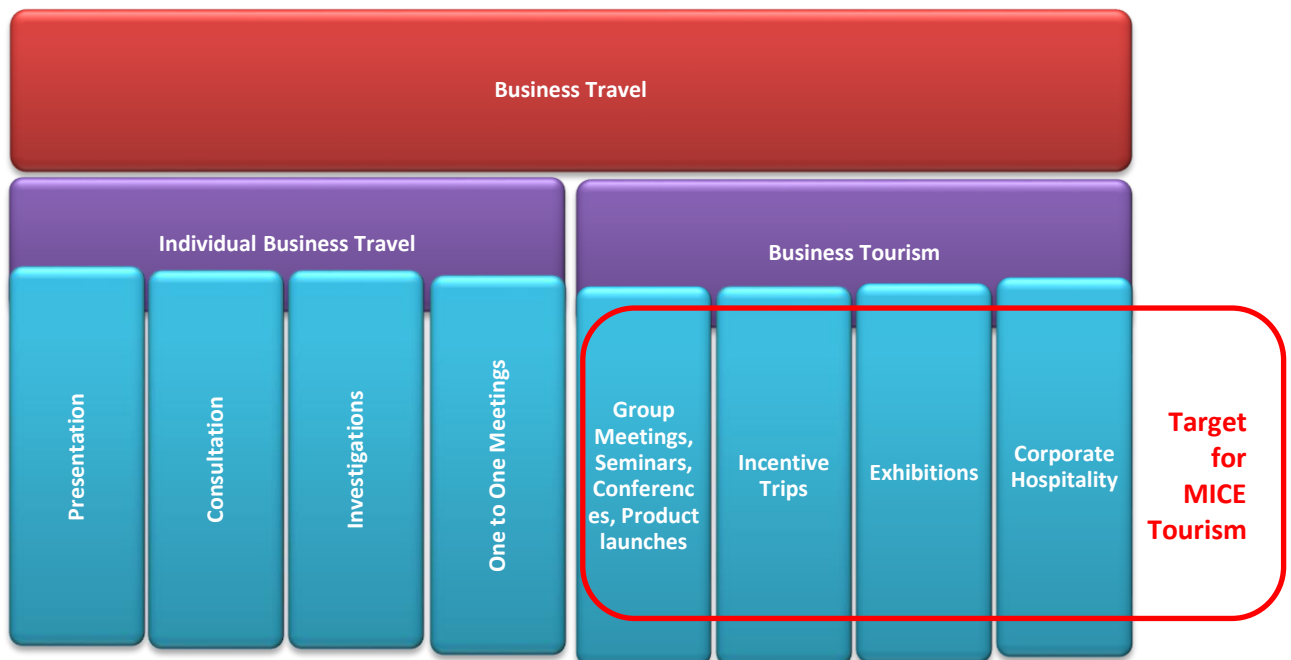 Business Travel
Individual Business Travel
Business Tourism
Presentation
Consultation
Investigations
One to One Meetings
Group
Meetings,
Seminars,
Conferenc
es, Product
launches
Incentive
Trips
Exhibitions
Corporate
Hospitality
Target
for
MICE
Tourism